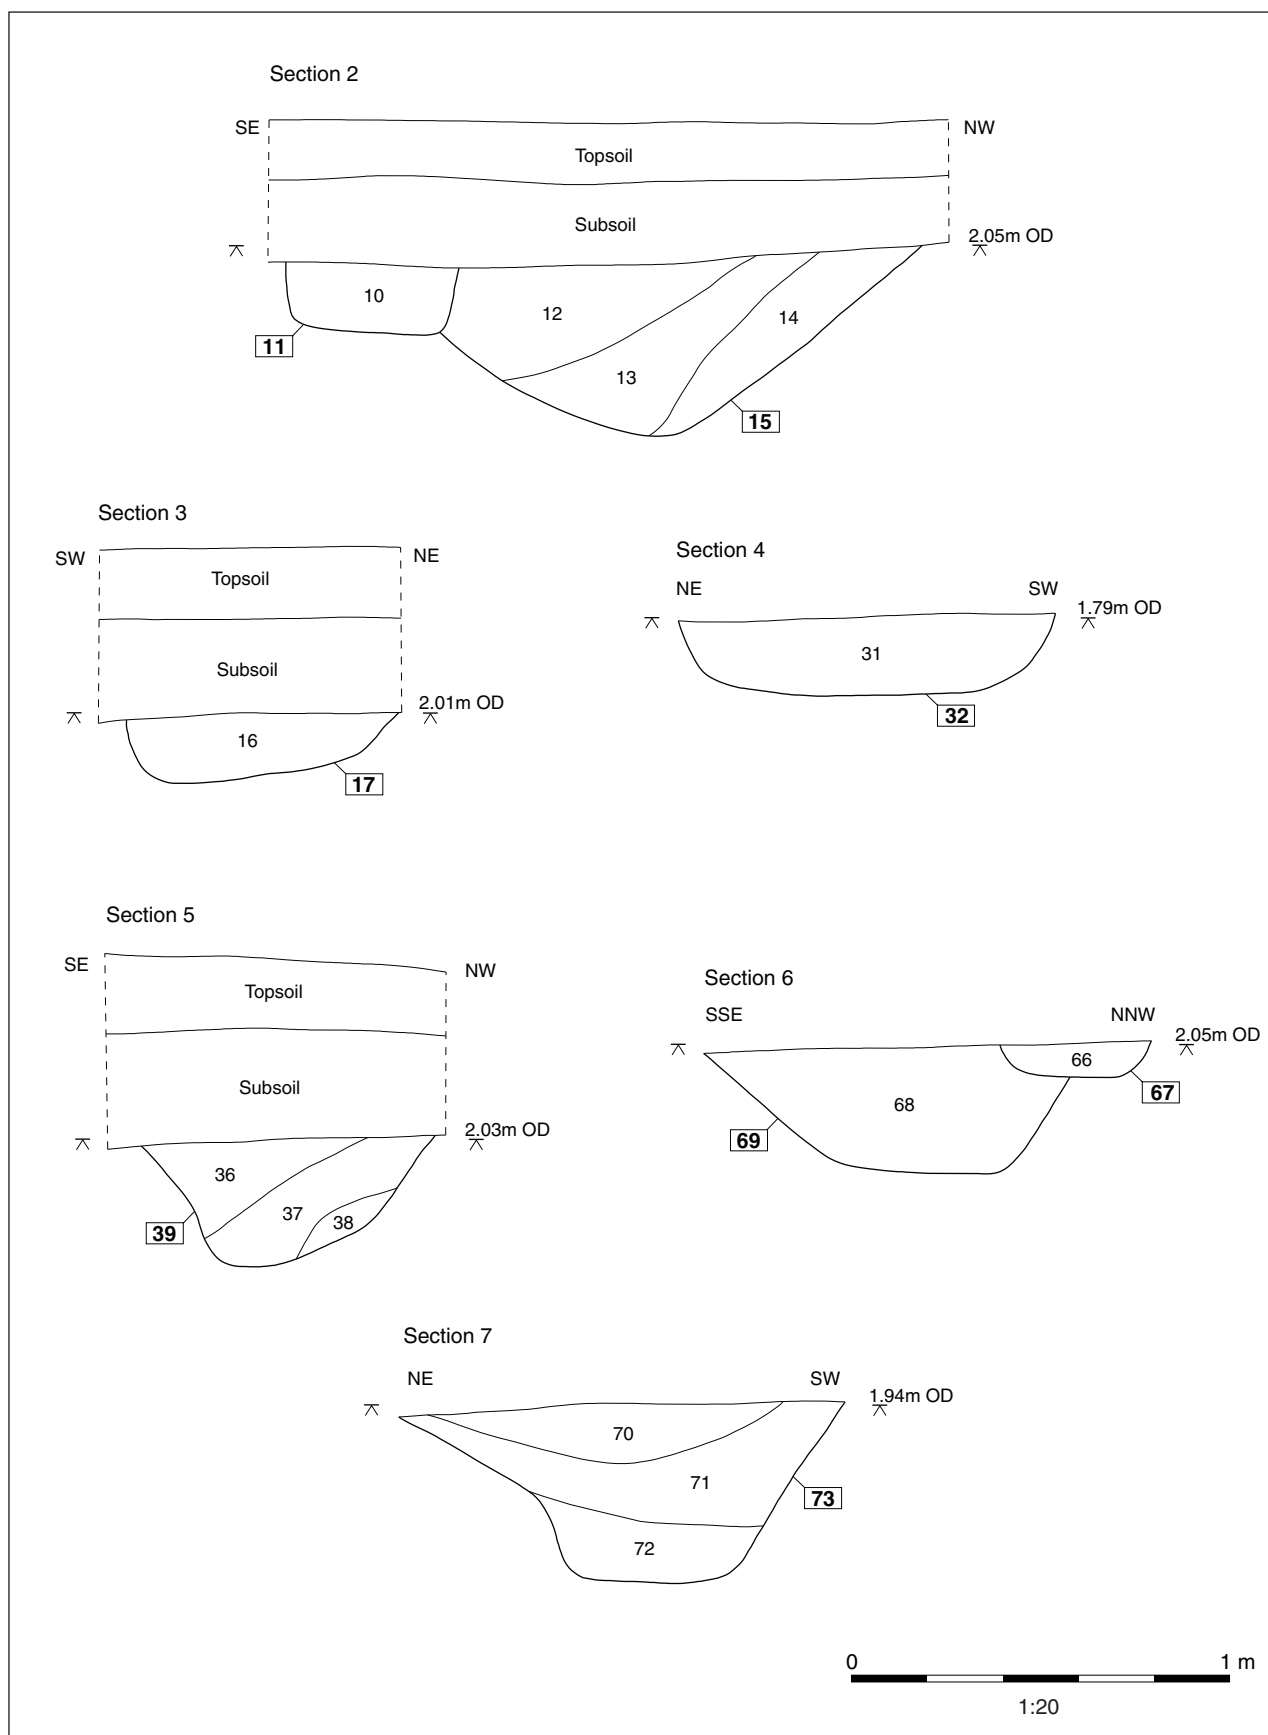 Section 2
SE
NW
Topsoil
Subsoil
2.05m OD
10
12
14
11
13
15
Section 3
SW
NE
Topsoil
Subsoil
2.01m OD
16
17
Section 4
NE
SW
1.79m OD
31
32
Section 5
SE
NW
Topsoil
Subsoil
2.03m OD
36
37
38
39
Section 6
SSE
NNW
2.05m OD
66
67
68
69
Section 7
NE
SW
1.94m OD
70
71
73
72
0
1 m
1:20